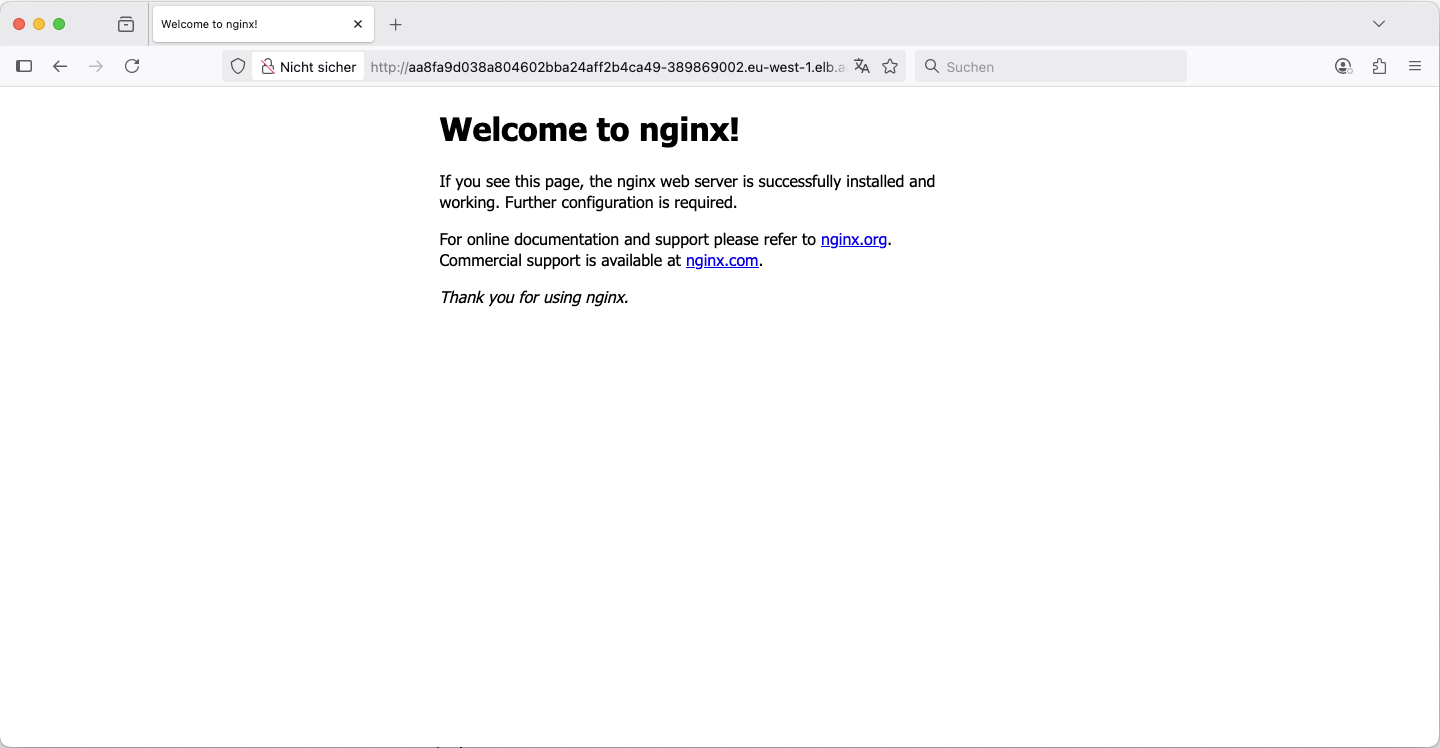 Welcome to nginx!
Nicht sicher
http://aa8fa9d038a804602bba24aff2b4ca49-389869002.eu-west-1.elb.a
Suchen
Welcome to nginx!
If you see this page, the nginx web server is successfully installed and
working. Further configuration is required.
For online documentation and support please refer to nginx.org.
Commercial support is available at nginx.com.
Thank you for using nginx.